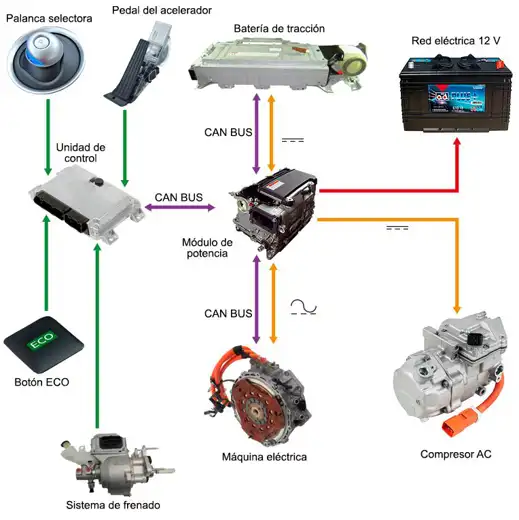 Palanca selectora
Pedal del acelerador
Batería de tracción
Red eléctrica 12 V
CAN BUS
Unidad de
control
CAN BUS
Módulo de
potencia
CAN BUS
ECO
Botón ECO
Máquina eléctrica
Compresor AC
Sistema de frenado